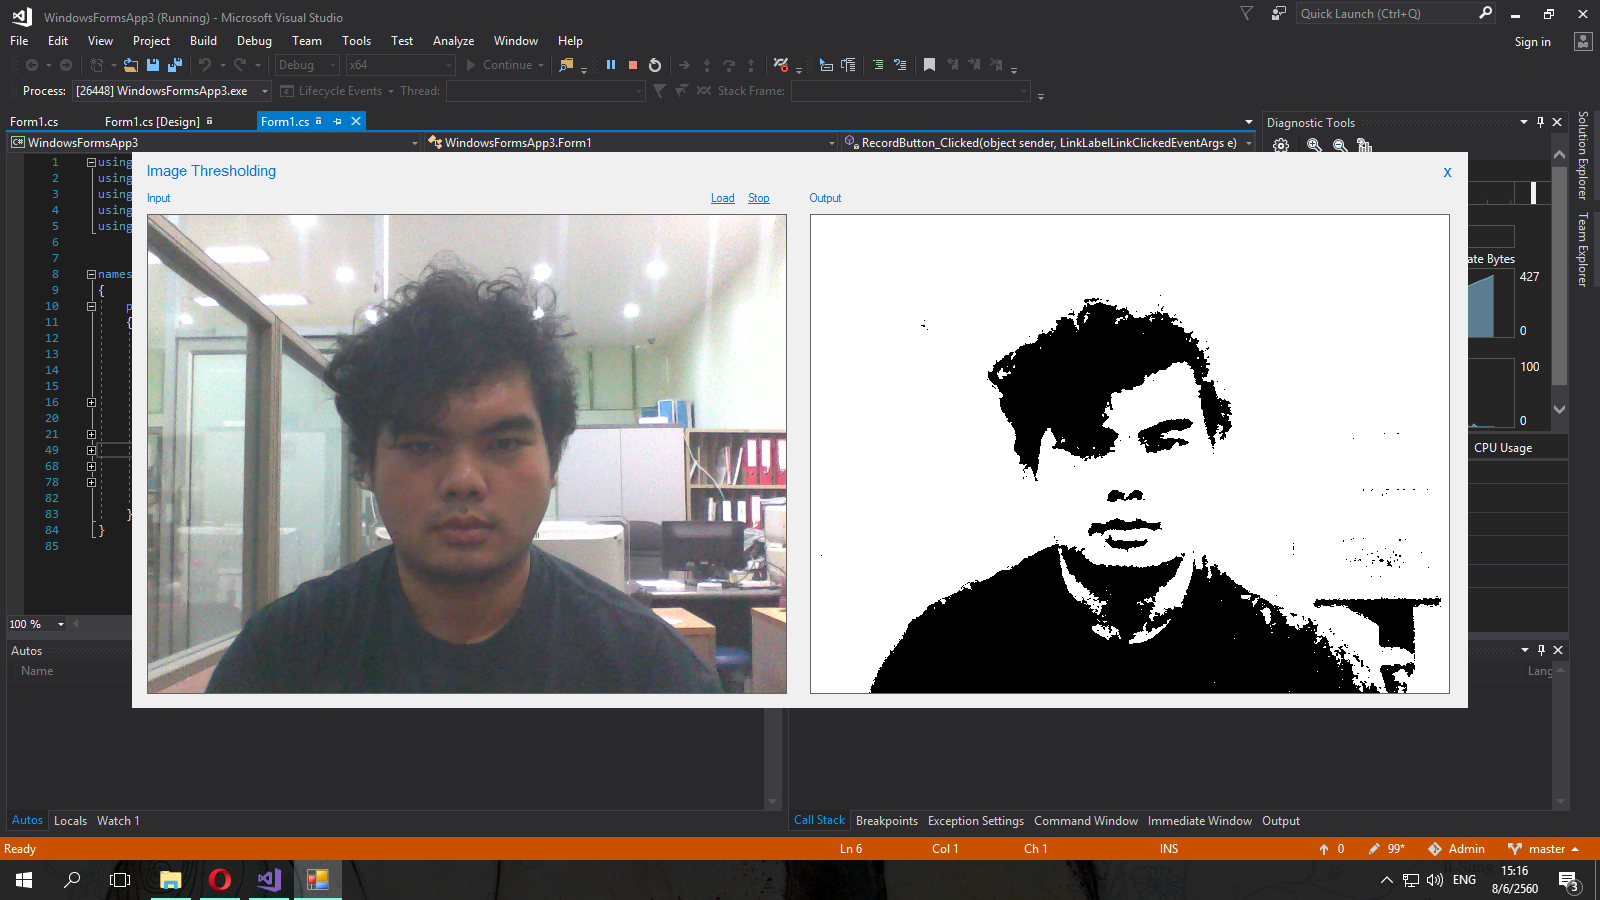 WindowsFormsApp3 (Running) - Microsoft Visual Studio
Quick Launch (Ctrl+Q)
File Edit View Project Build Debug Team Tools Test Analyze Window Help
Sign in
Debug x64 Continue
Process: [26448] WindowsFormsApp3.exe Lifecycle Events Thread: Stack Frame:
Form1.cs Form1.cs [Design] Form1.cs
Diagnostic Tools
WindowsFormsApp3 WindowsFormsApp3.Form1 RecordButton_Clicked(object sender, LinkLabelLinkClickedEventArgs e)
Solution Explorer
Team Explorer
Image Thresholding X
Input Load Stop Output
1 using
2 using
3 using
4 using
5 using
6
7
8 names
9 {
10 p
11 {
12
13
14
15
16
20
21
49
68
78
82
83 }
84 }
85
ate Bytes
427
0
100
0
CPU Usage
100 %
Autos
Name
Lang
Autos Locals Watch 1
Call Stack Breakpoints Exception Settings Command Window Immediate Window Output
Ready Ln 6 Col 1 Ch 1 INS 0 99* Admin master
ENG
15:16
8/6/2560
3